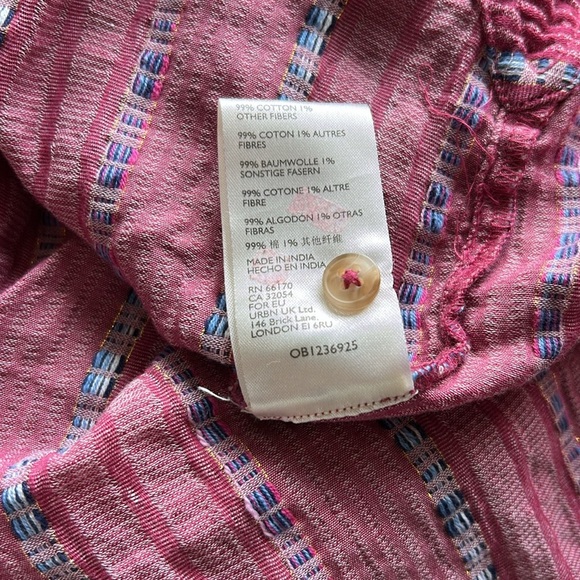 99% COTTON 1%
OTHER FIBERS
99% COTON 1% AUTRES
FIBRES
99% BAUMWOLLE 1%
SONSTIGE FASERN
99% COTONE 1% ALTRE
FIBRE
99% ALGODON 1% OTRAS
FIBRAS
99% 棉 1% 其他纤维
MADE IN INDIA
HECHO EN INDIA
RN 66170
CA 32054
FOR EU
URBN UK Ltd.
146 Brick Lane.
LONDON E1 6RU
OB1236925